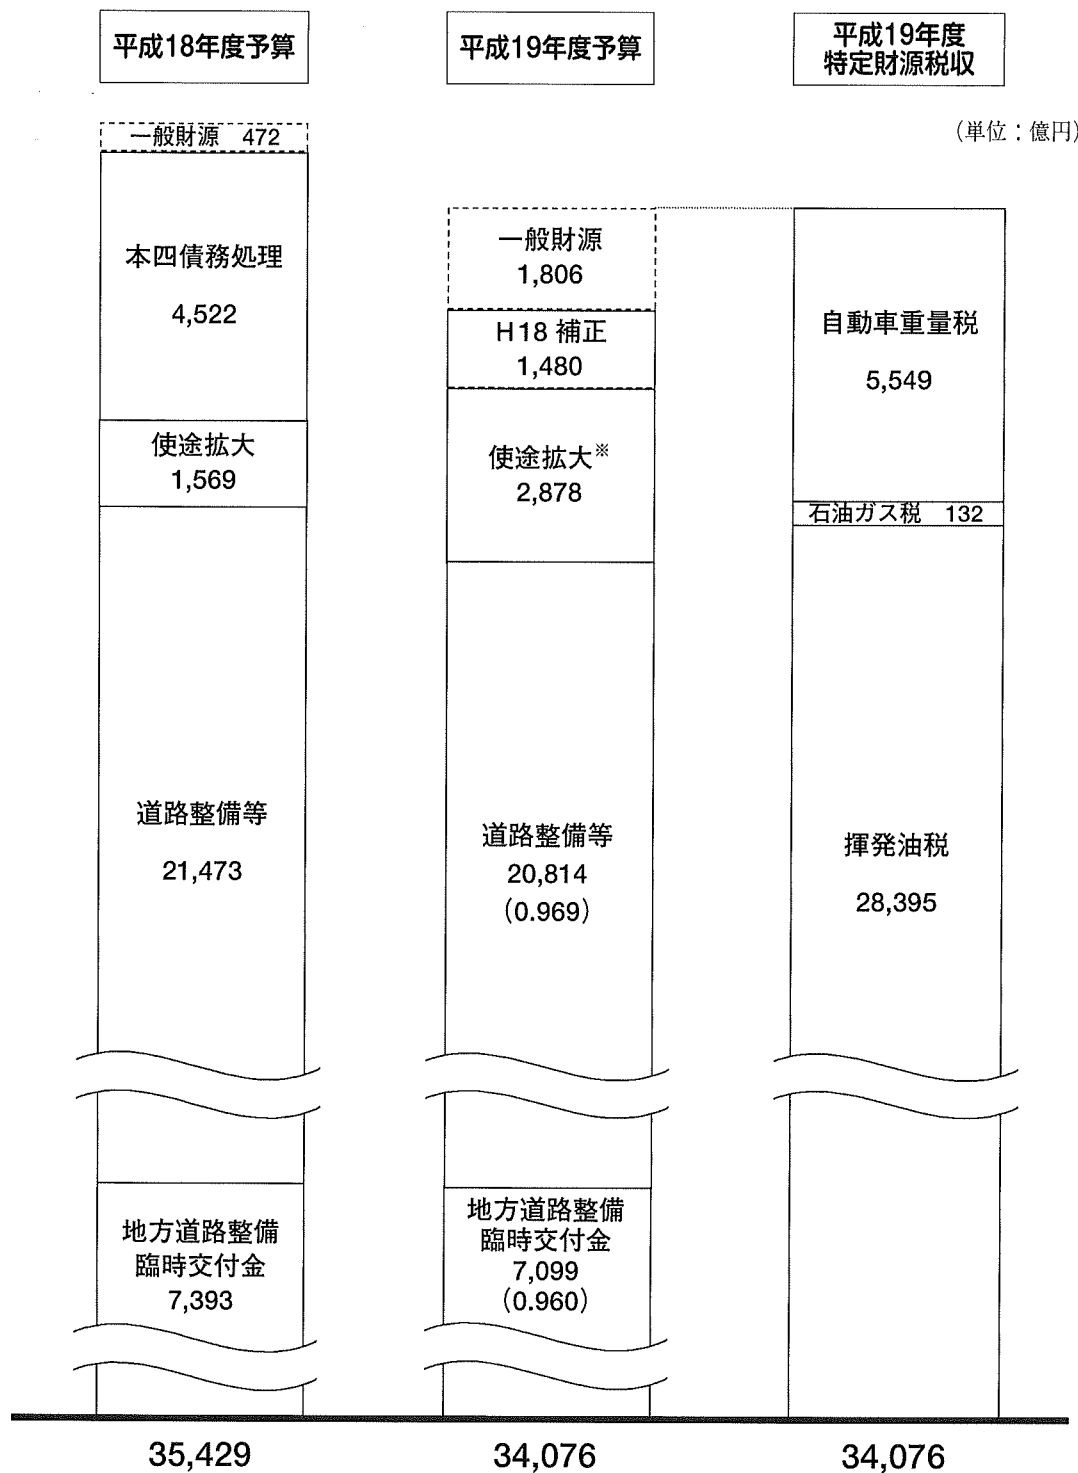 平成18年度予算
平成19年度予算
平成19年度
特定財源税収
(単位：億円)
一般財源 472
本四債務処理
4,522
使途拡大
1,569
道路整備等
21,473
地方道路整備
臨時交付金
7,393
35,429
一般財源
1,806
H18 補正
1,480
使途拡大※
2,878
道路整備等
20,814
(0.969)
地方道路整備
臨時交付金
7,099
(0.960)
34,076
自動車重量税
5,549
石油ガス税 132
揮発油税
28,395
34,076